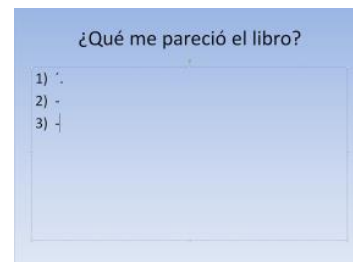 ¿Qué me pareció el libro?
1) ´.
2) -
3) -